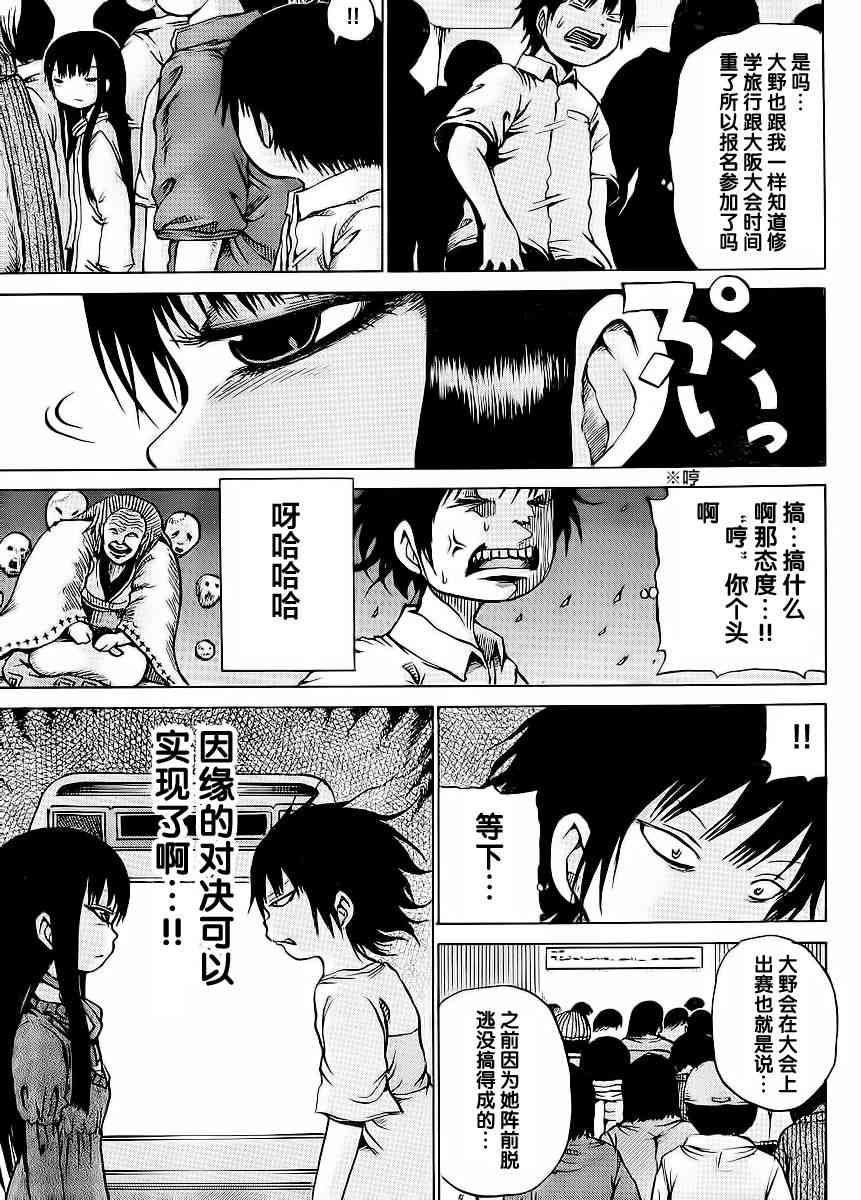 是吗…
大野也跟我一样知道修
学旅行跟大阪大会时间
重了所以报名参加了吗
!!
ぷいっ
※哼
搞…搞什么
啊那态度…!!
“哼”你个头
啊
呀哈哈哈
!!
等下…
大野会在大会上
出赛也就是说…
之前因为她阵前脱
逃没搞得成的…
因缘的对决可以
实现了啊…!!